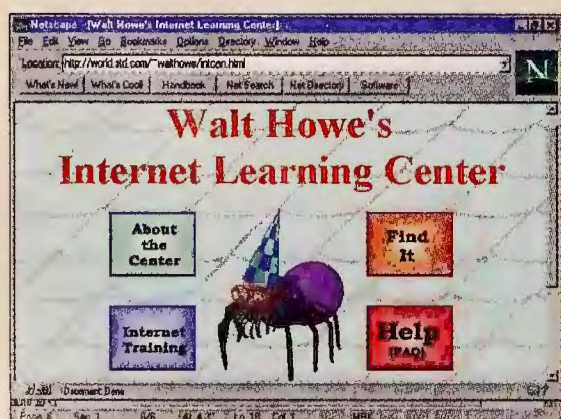 Netscape - [Walt Howe's Internet Learning Center]
File Edit View Go Bookmarks Options Directory Window Help
Location: http://world.std.com/~walthowe/intcen.html
What's New! What's Cool! Handbook Net Search Net Directory Software
N
Walt Howe's
Internet Learning Center
About
the
Center
Find
It
Internet
Training
Help
(FAQ)
Document: Done